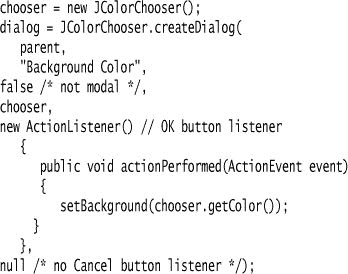 chooser = new JColorChooser();
dialog = JColorChooser.createDialog(
parent,
"Background Color",
false /* not modal */,
chooser,
new ActionListener() // OK button listener
{
public void actionPerformed(ActionEvent event)
{
setBackground(chooser.getColor());
}
},
null /* no Cancel button listener */);